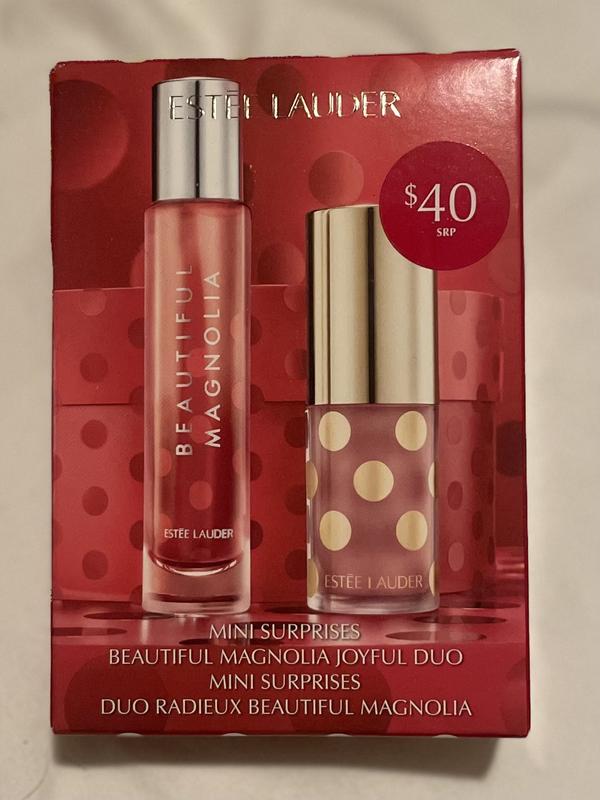 ESTĒE LAUDER
$40
SRP
BEAUTIFUL
MAGNOLIA
ESTĒE LAUDER
ESTĒE LAUDER
MINI SURPRISES
BEAUTIFUL MAGNOLIA JOYFUL DUO
MINI SURPRISES
DUO RADIEUX BEAUTIFUL MAGNOLIA